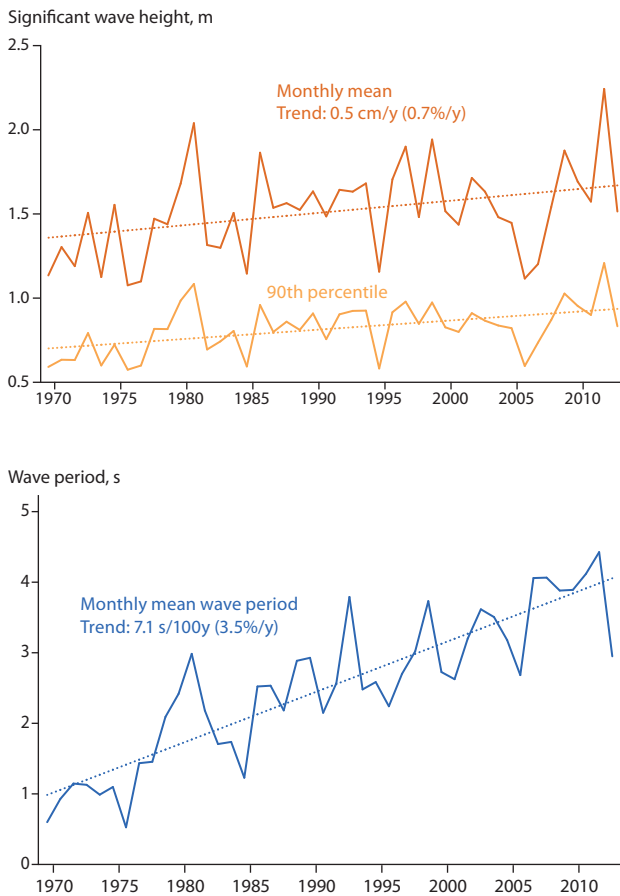 Significant wave height, m
2.5
Monthly mean
Trend: 0.5 cm/y (0.7%/y)
2.0
1.5
90th percentile
1.0
0.5
1970 1975 1980 1985 1990 1995 2000 2005 2010
Wave period, s
5
4
Monthly mean wave period
Trend: 7.1 s/100y (3.5%/y)
3
2
1
0
1970 1975 1980 1985 1990 1995 2000 2005 2010